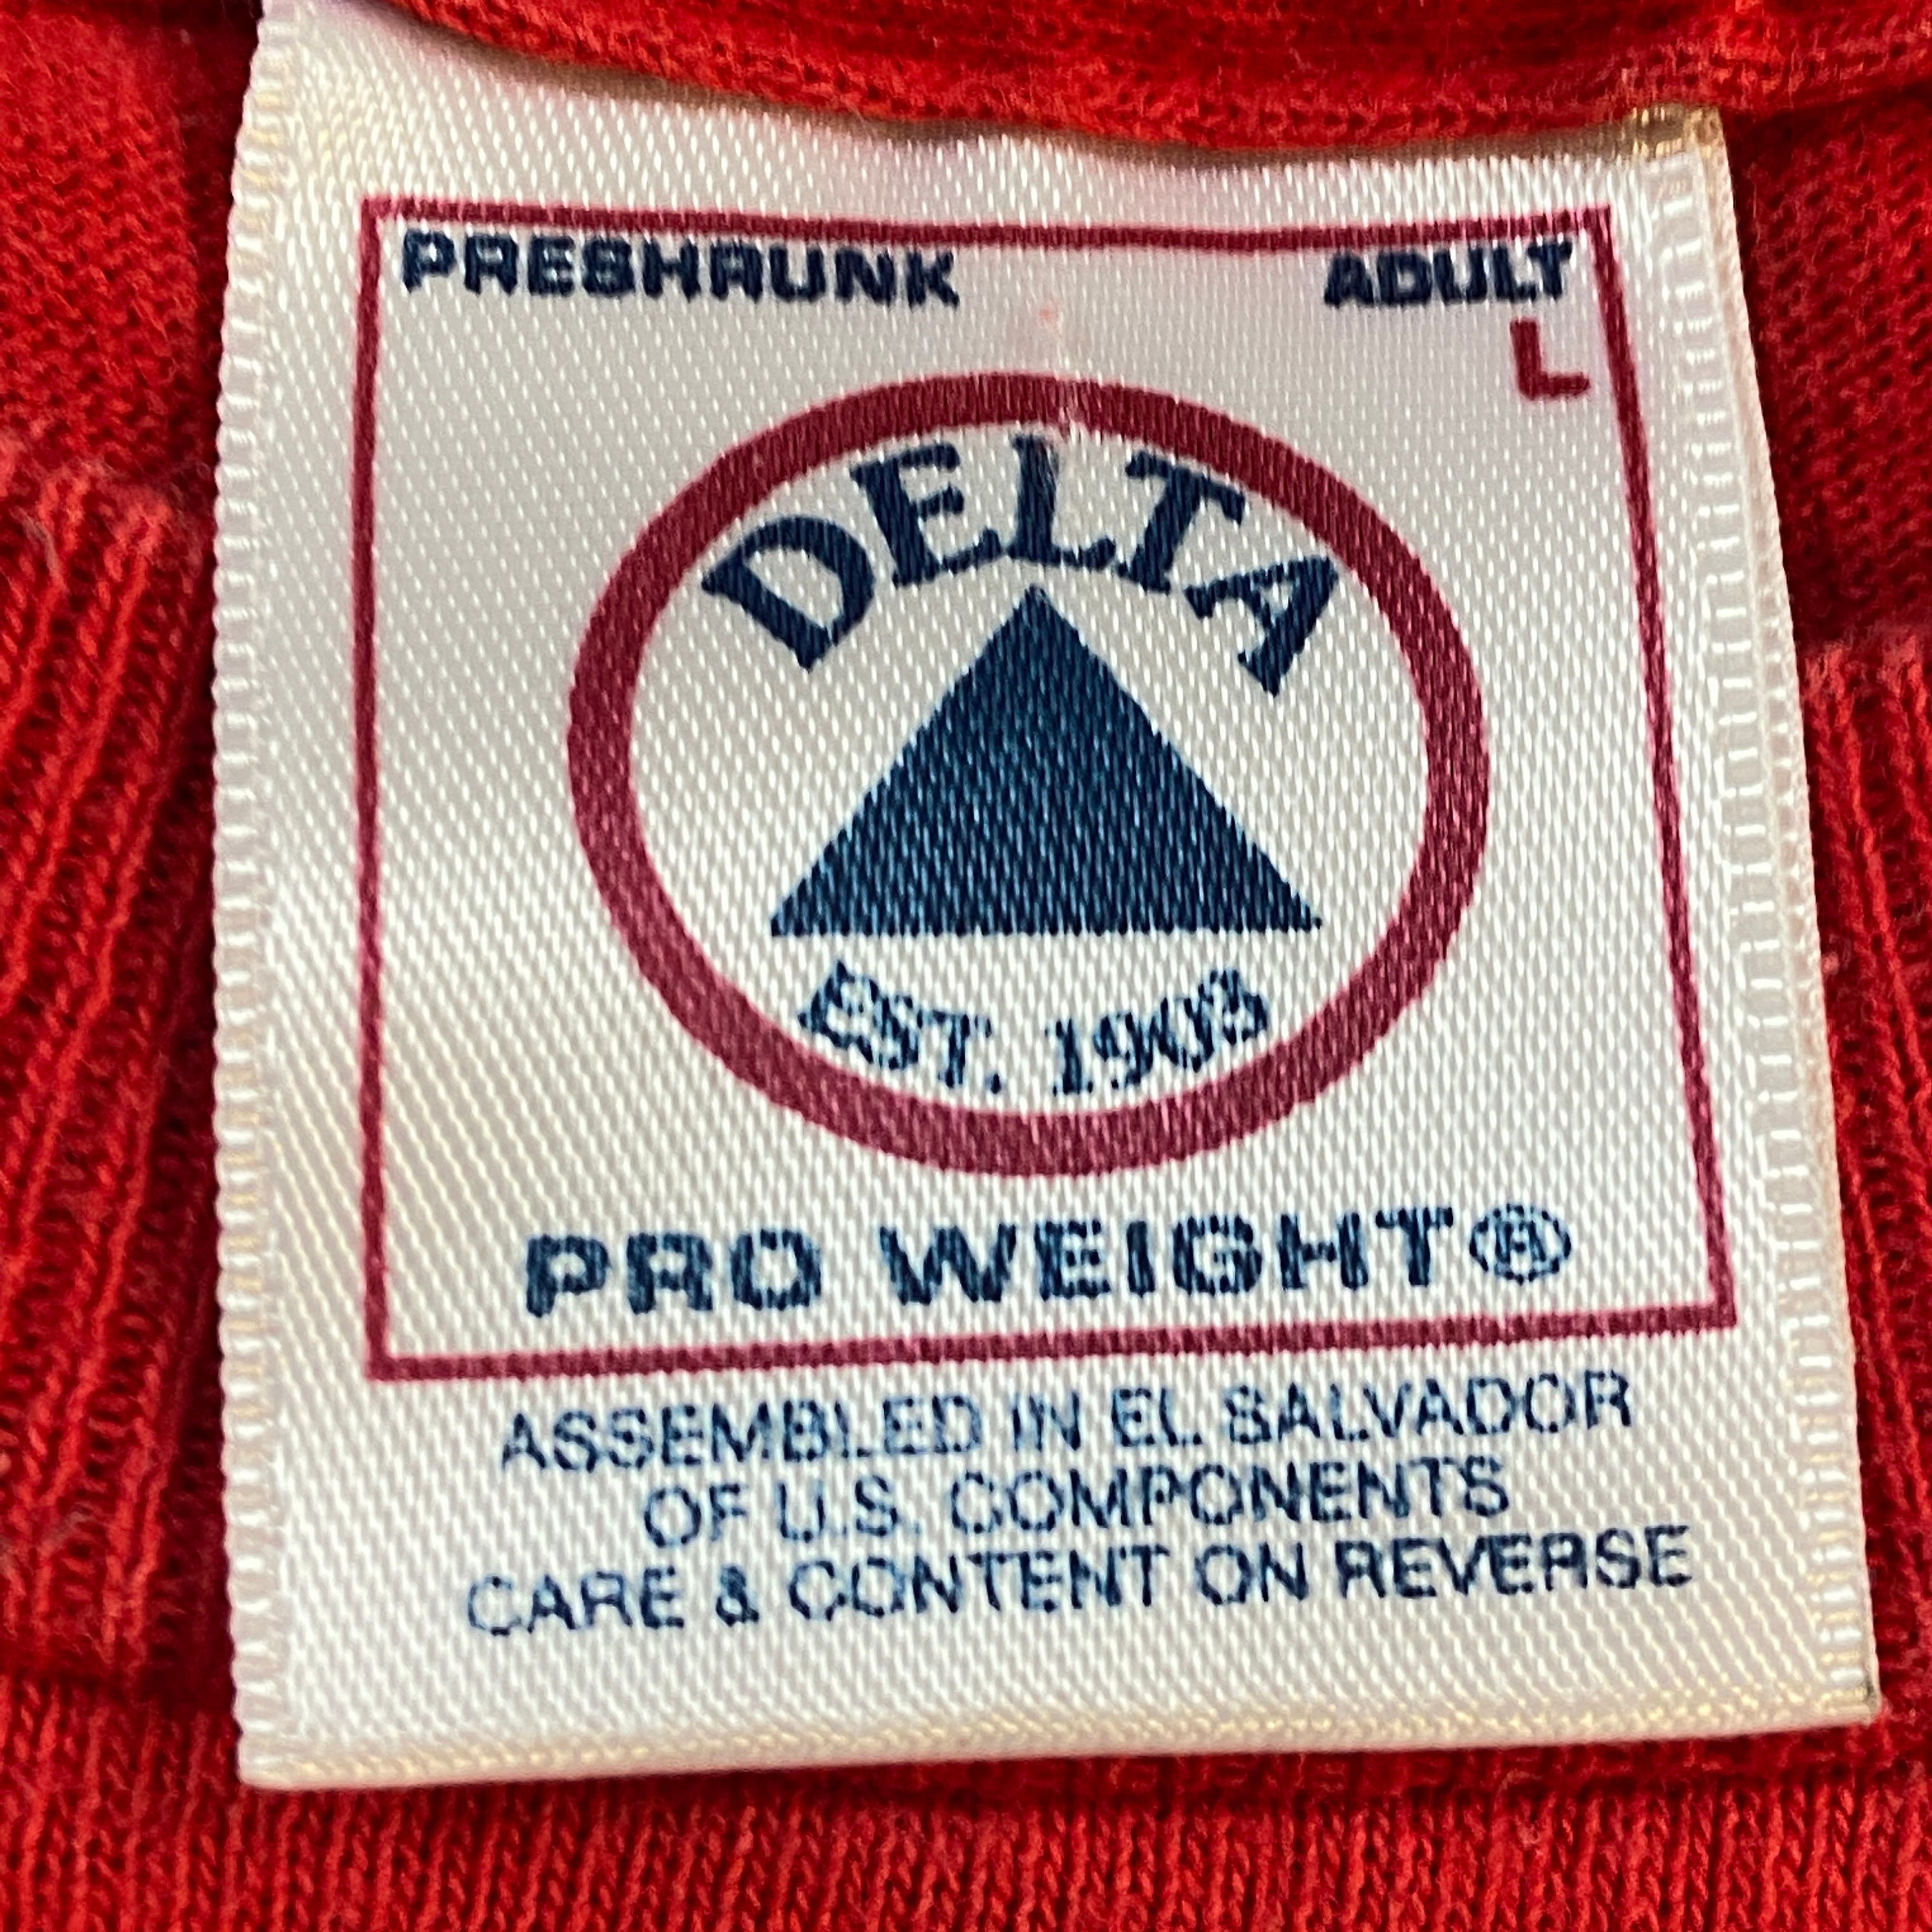 PRESHRUNK ADULT
L
DELTA
EST. 1903
PRO WEIGHT®
ASSEMBLED IN EL SALVADOR
OF U.S. COMPONENTS
CARE & CONTENT ON REVERSE